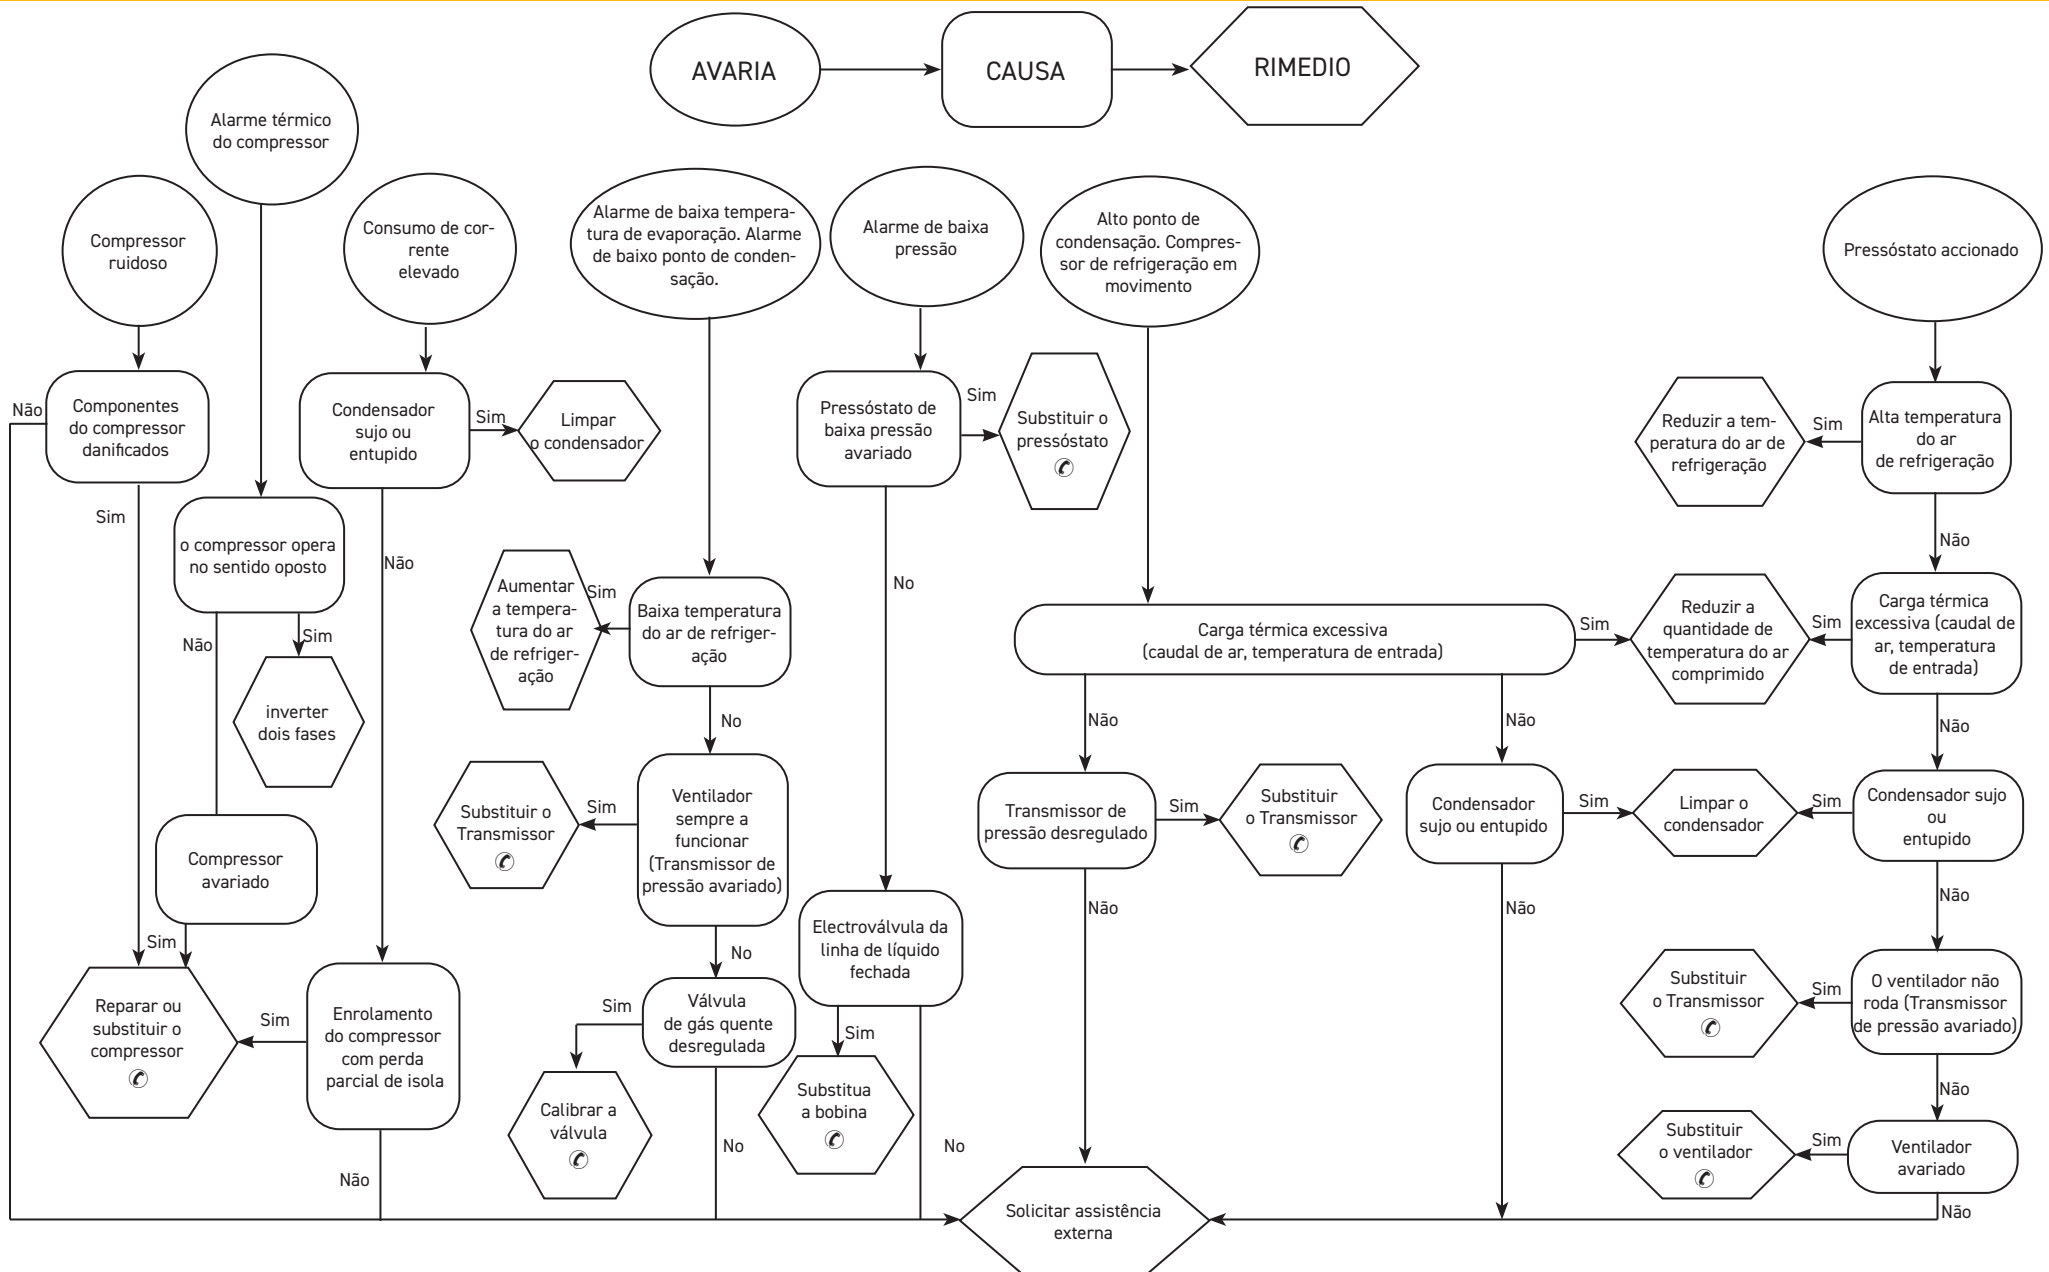 AVARIA
CAUSA
RIMEDIO
Alarme térmico
do compressor
Compressor
ruidoso
Consumo de cor-
rente
elevado
Alarme de baixa tempera-
tura de evaporação. Alarme
de baixo ponto de conden-
sação.
Alarme de baixa
pressão
Alto ponto de
condensação. Compres-
sor de refrigeração em
movimento
Pressóstato accionado
Não
Componentes
do compressor
danificados
Sim
Condensador
sujo ou
entupido
Sim
Limpar
o condensador
Não
Pressóstato de
baixa pressão
avariado
Sim
Substituir o
pressóstato
No
Reduzir a tem-
peratura do ar de
refrigeração
Sim
Alta temperatura
do ar
de refrigeração
Não
o compressor opera
no sentido oposto
Não
Sim
inverter
dois fases
Aumentar
a tempera-
tura do ar
de refriger-
ação
Sim
Baixa temperatura
do ar de refriger-
ação
No
Carga térmica excessiva
(caudal de ar, temperatura de entrada)
Sim
Reduzir a
quantidade de
temperatura do ar
comprimido
Sim
Carga térmica
excessiva (caudal de
ar, temperatura
de entrada)
Não
Não
Não
Substituir o
Transmissor
Sim
Ventilador
sempre a
funcionar
(Transmissor de
pressão avariado)
No
Transmissor de
pressão desregulado
Sim
Substituir
o Transmissor
Não
Condensador
sujo ou entupido
Sim
Limpar o
condensador
Sim
Condensador sujo
ou
entupido
Não
Não
Compressor
avariado
Sim
Electroválvula da
linha de líquido
fechada
Sim
No
Substitua
a bobina
Reparar ou
substituir o
compressor
Sim
Enrolamento
do compressor
com perda
parcial de isola
Não
Sim
Válvula
de gás quente
desregulada
No
Calibrar a
válvula
Substituir
o Transmissor
Sim
O ventilador não
roda (Transmissor
de pressão avariado)
Não
Substituir
o ventilador
Sim
Ventilador
avariado
Não
Solicitar assistência
externa